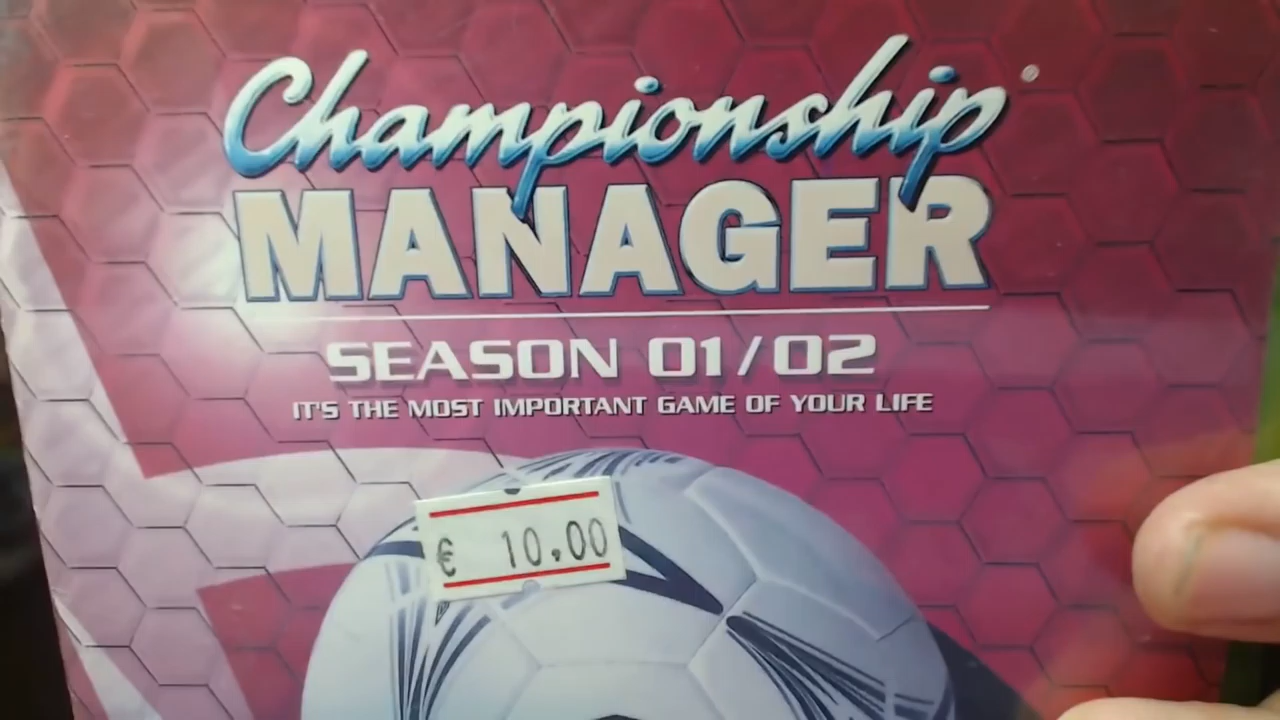 Championship®
MANAGER
SEASON 01/02
IT'S THE MOST IMPORTANT GAME OF YOUR LIFE
€ 10.00